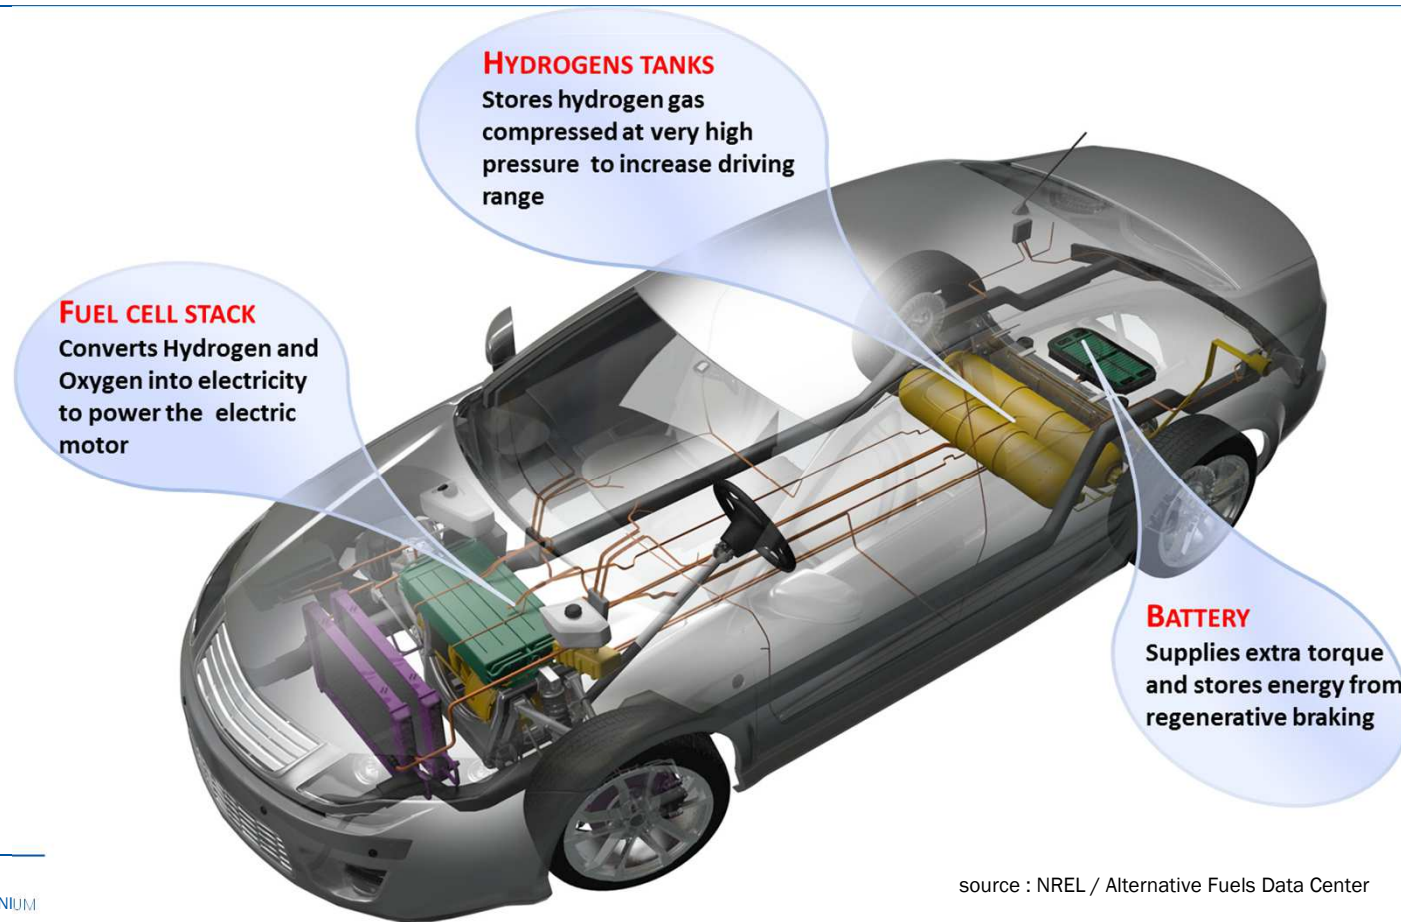 HYDROGENS TANKS
Stores hydrogen gas
compressed at very high
pressure to increase driving
range
FUEL CELL STACK
Converts Hydrogen and
Oxygen into electricity
to power the electric
motor
BATTERY
Supplies extra torque
and stores energy from
regenerative braking
source : NREL / Alternative Fuels Data Center